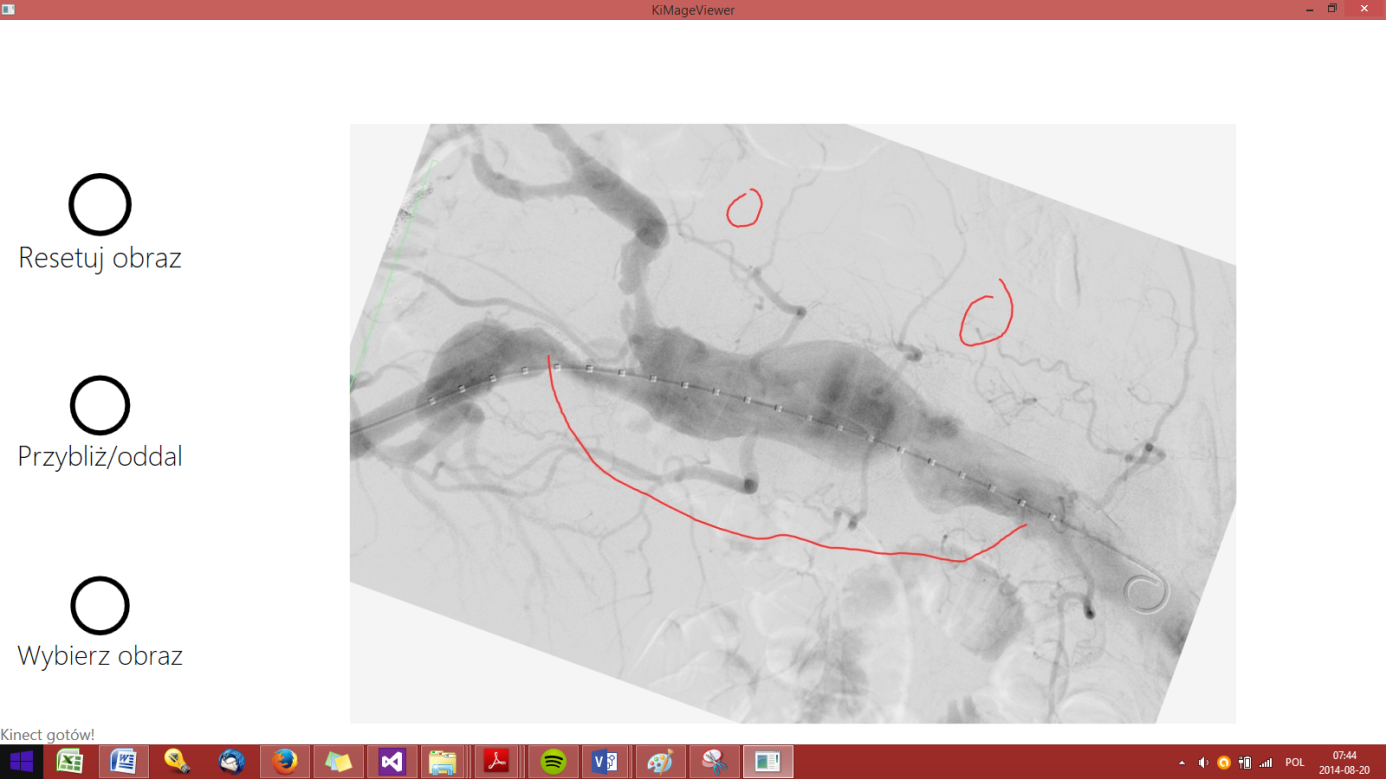 KiMageViewer
Resetuj obraz
Przybliż/oddal
Wybierz obraz
Kinect gotów!
POL
07:44
2014-08-20